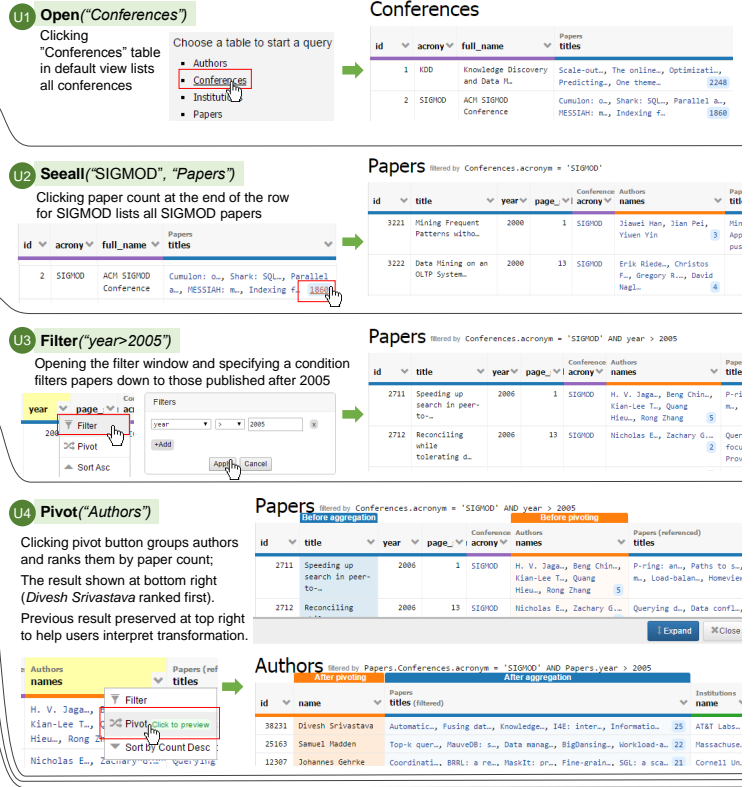 U1 Open("Conferences")
Clicking
"Conferences" table
in default view lists
all conferences
Choose a table to start a query
Authors
Conferences
Papers
Conferences
Papers
id acrony full_name titles
1 KDD Knowledge Discovery Scale-out…, The online…, Optimizati…,
and Data M… Predicting…, One theme… 2248
2 SIGMOD ACM SIGMOD Cumulon: o…, Shark: SQL…, Parallel a…,
Conference MESSIAH: m…, Indexing f… 1860
U2 Seeall("SIGMOD", "Papers")
Clicking paper count at the end of the row
for SIGMOD lists all SIGMOD papers
Papers
id acrony full_name titles
2 SIGMOD ACM SIGMOD Cumulon: o…, Shark: SQL…, Parallel
Conference a…, MESSIAH: m…, Indexing f… 1860
Papers filtered by Conferences.acronym = 'SIGMOD'
Conference Authors
id title year page_ acrony names
3221 Mining Frequent 2000 1 SIGMOD Jiawei Han, Jian Pei,
Patterns witho… Yiwen Yin 3
3222 Data Mining on an 2000 13 SIGMOD Erik Riede…, Christos
OLTP System… F…, Gregory R.…, David
Nagl… 4
U3 Filter("year>2005")
Opening the filter window and specifying a condition
filters papers down to those published after 2005
year page_
Filter
Pivot
Sort Asc
Filters
year > 2005 x
+Add
Apply Cancel
Papers filtered by Conferences.acronym = 'SIGMOD' AND year > 2005
Conference Authors
id title year page_ acrony names
2711 Speeding up 2006 1 SIGMOD H. V. Jaga…, Beng Chin…,
search in peer- Kian-Lee T…, Quang
to-… Hieu…, Rong Zhang 5
2712 Reconciling 2006 13 SIGMOD Nicholas E…, Zachary G.…
while 2
tolerating d…
U4 Pivot("Authors")
Clicking pivot button groups authors
and ranks them by paper count;
The result shown at bottom right
(Divesh Srivastava ranked first).
Previous result preserved at top right
to help users interpret transformation.
Papers filtered by Conferences.acronym = 'SIGMOD' AND year > 2005
Before aggregation Before pivoting
Conference Authors Papers (referenced)
id title year page_ acrony names titles
2711 Speeding up 2006 1 SIGMOD H. V. Jaga…, Beng Chin…, P-ring: an…, Paths to s…,
search in peer- Kian-Lee T…, Quang m…, Load-balan…, Homeview
to-… Hieu…, Rong Zhang 5
2712 Reconciling 2006 13 SIGMOD Nicholas E…, Zachary G.… Querying d…, Data confl…,
Expand Close
Authors Papers (ref
names titles
H. V. Jaga…,
Kian-Lee T…,
Hieu…, Rong
Nicholas E…, Zachary G.… Querying
Filter
Pivot Click to preview
Sort by Count Desc
Authors filtered by Papers.Conferences.acronym = 'SIGMOD' AND Papers.year > 2005
After pivoting After aggregation
Papers Institutions
id name titles (filtered) name
38231 Divesh Srivastava Automatic…, Fusing dat…, Knowledge…, I4E: inter…, Informatio… 25 AT&T Labs…
25163 Samuel Madden Top-k quer…, MauveDB: s…, Data manag…, BigDansing…, Workload-a… 22 Massachuse…
12307 Johannes Gehrke Coordinati…, BRRL: a re…, MaskIt: pr…, Fine-grain…, SGL: a sca… 21 Cornell Un…